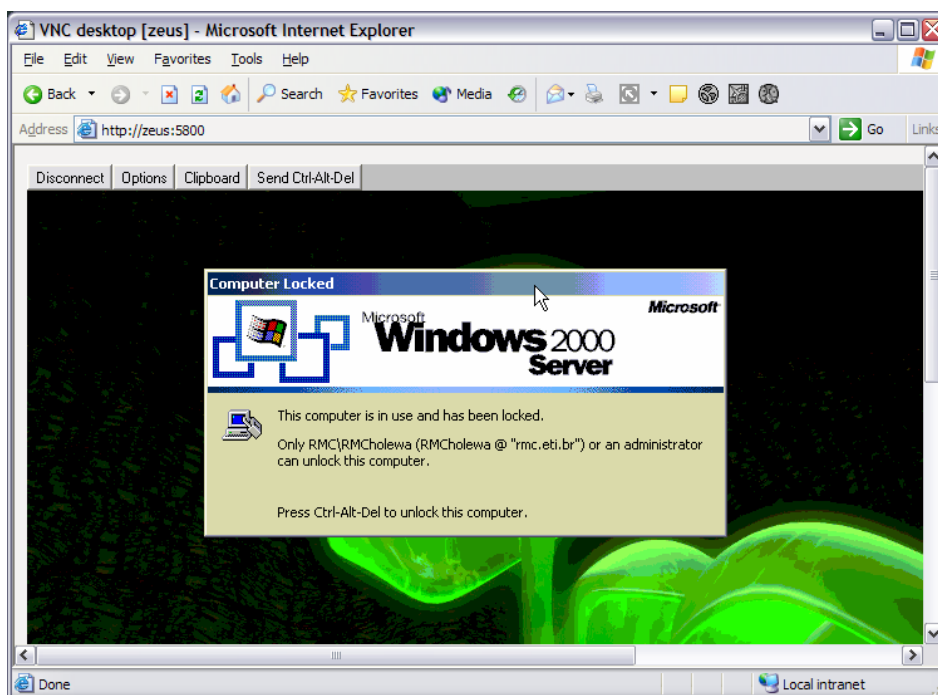 VNC desktop [zeus] - Microsoft Internet Explorer
File Edit View Favorites Tools Help
Back Search Favorites Media
Address http://zeus:5800 Go Links
Disconnect Options Clipboard Send Ctrl-Alt-Del
Computer Locked
Microsoft
Microsoft
Windows 2000
Server
This computer is in use and has been locked.
Only RMC\RMCholewa (RMCholewa @ "rmc.eti.br") or an administrator
can unlock this computer.
Press Ctrl-Alt-Del to unlock this computer.
Done Local intranet